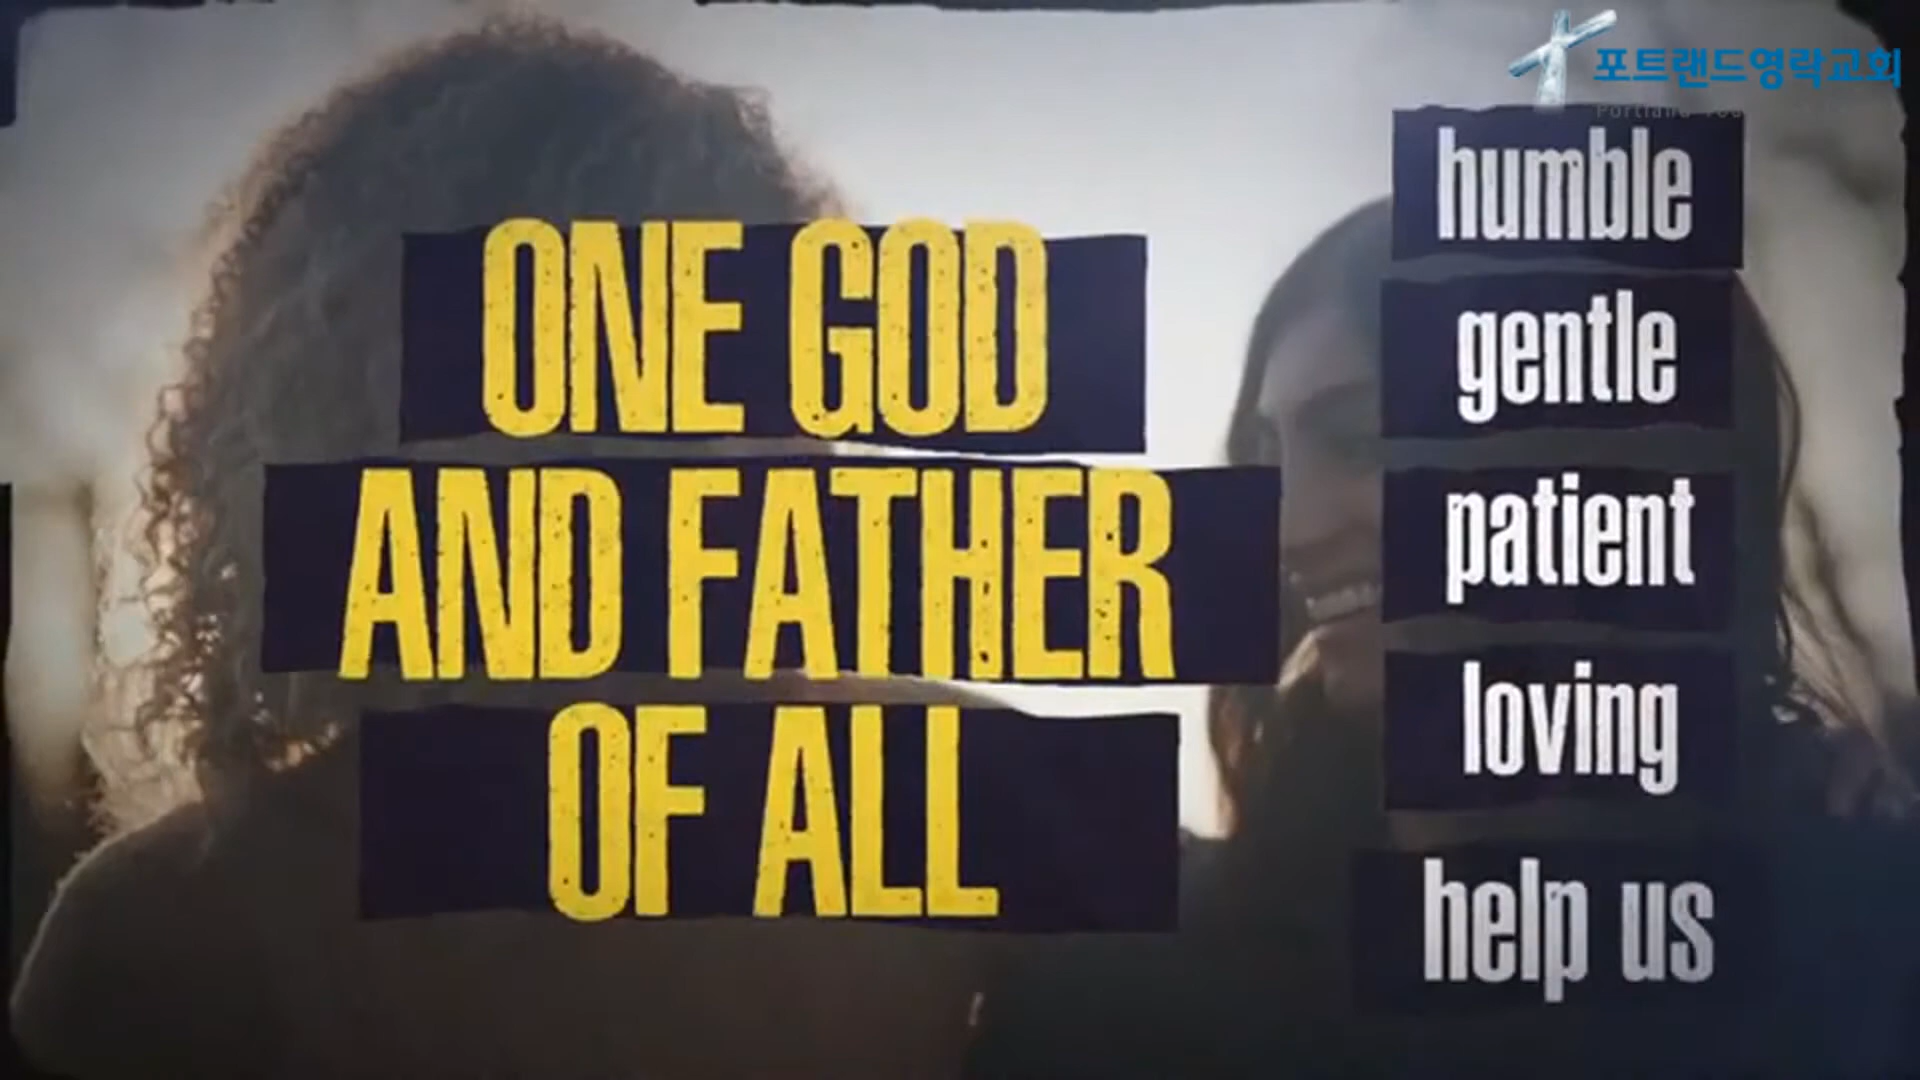 포트랜드영락교회
Portland
ONE GOD
AND FATHER
OF ALL
humble
gentle
patient
loving
help us